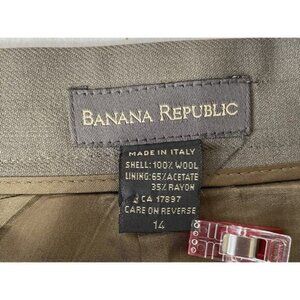 BANANA REPUBLIC
MADE IN ITALY
SHELL: 100% WOOL
LINING: 65% ACETATE
35% RAYON
CA 17897
CARE ON REVERSE
14